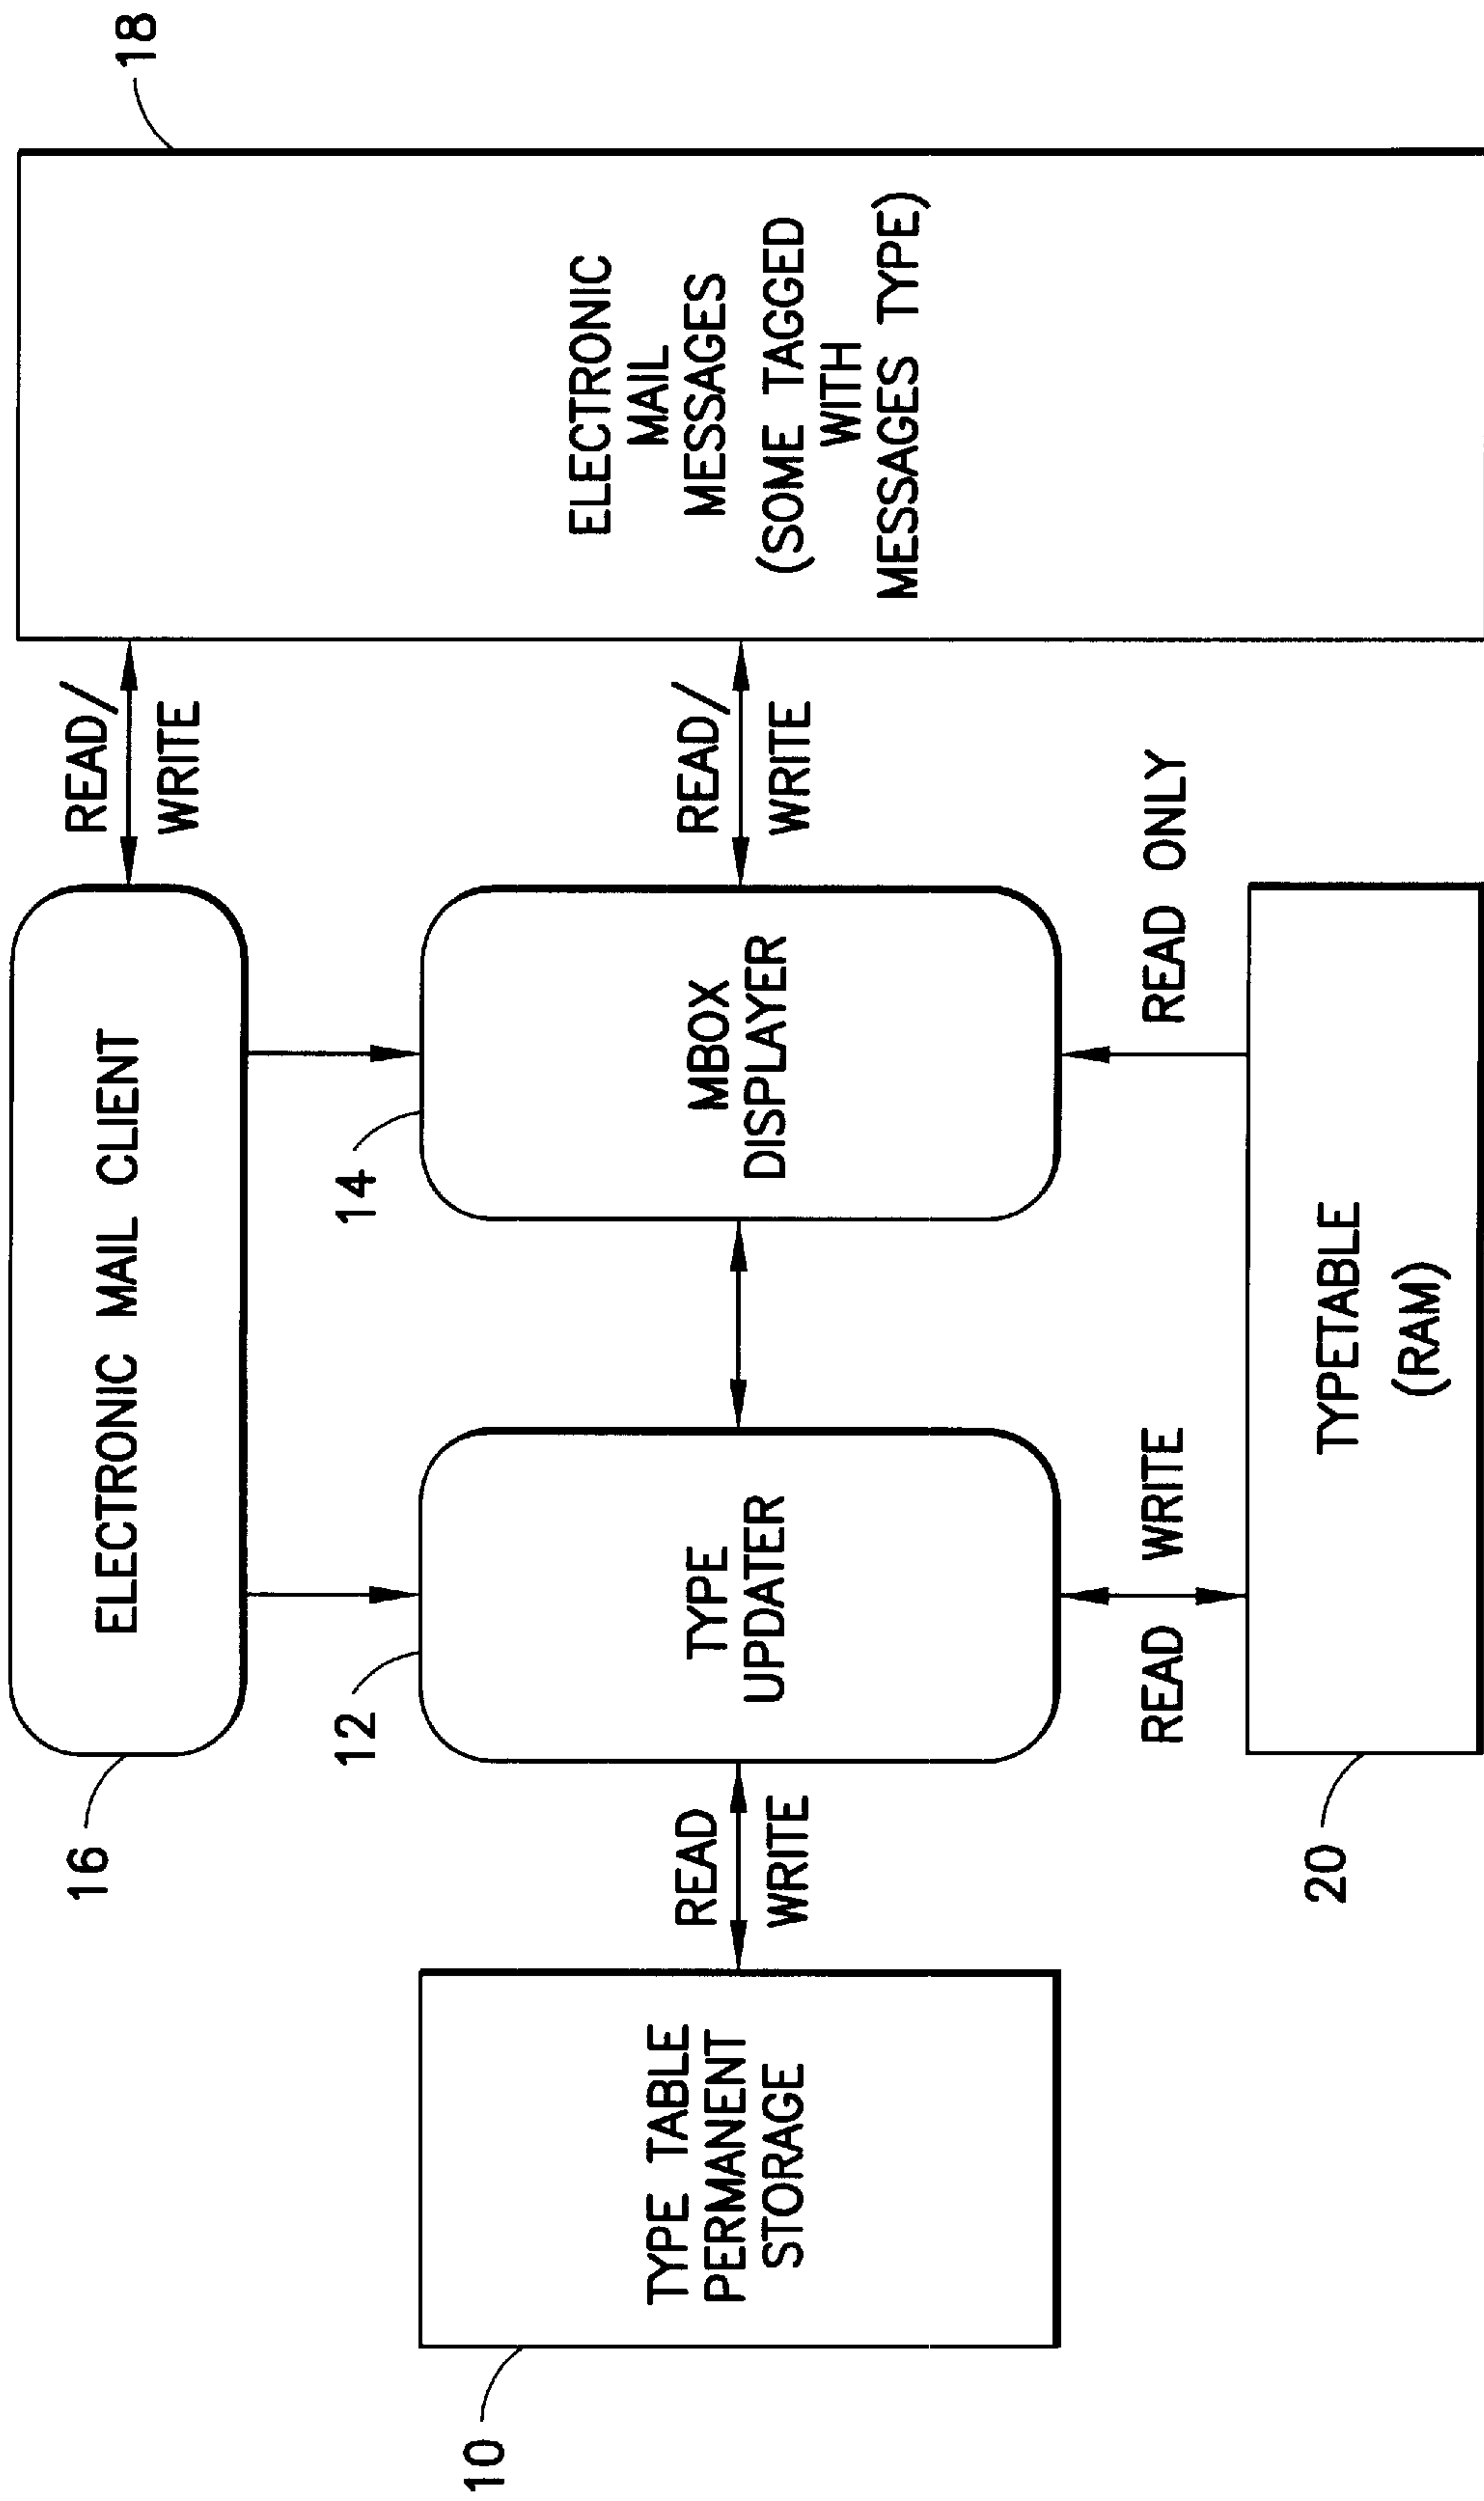 16
ELECTRONIC MAIL CLIENT
READ/
WRITE
18
12
14
10
TYPE TABLE
PERMANENT
STORAGE
READ
WRITE
TYPE
UPDATER
MBOX
DISPLAYER
READ/
WRITE
ELECTRONIC
MAIL
MESSAGES
(SOME TAGGED
WITH
MESSAGES TYPE)
READ WRITE
READ ONLY
20
TYPETABLE
(RAM)